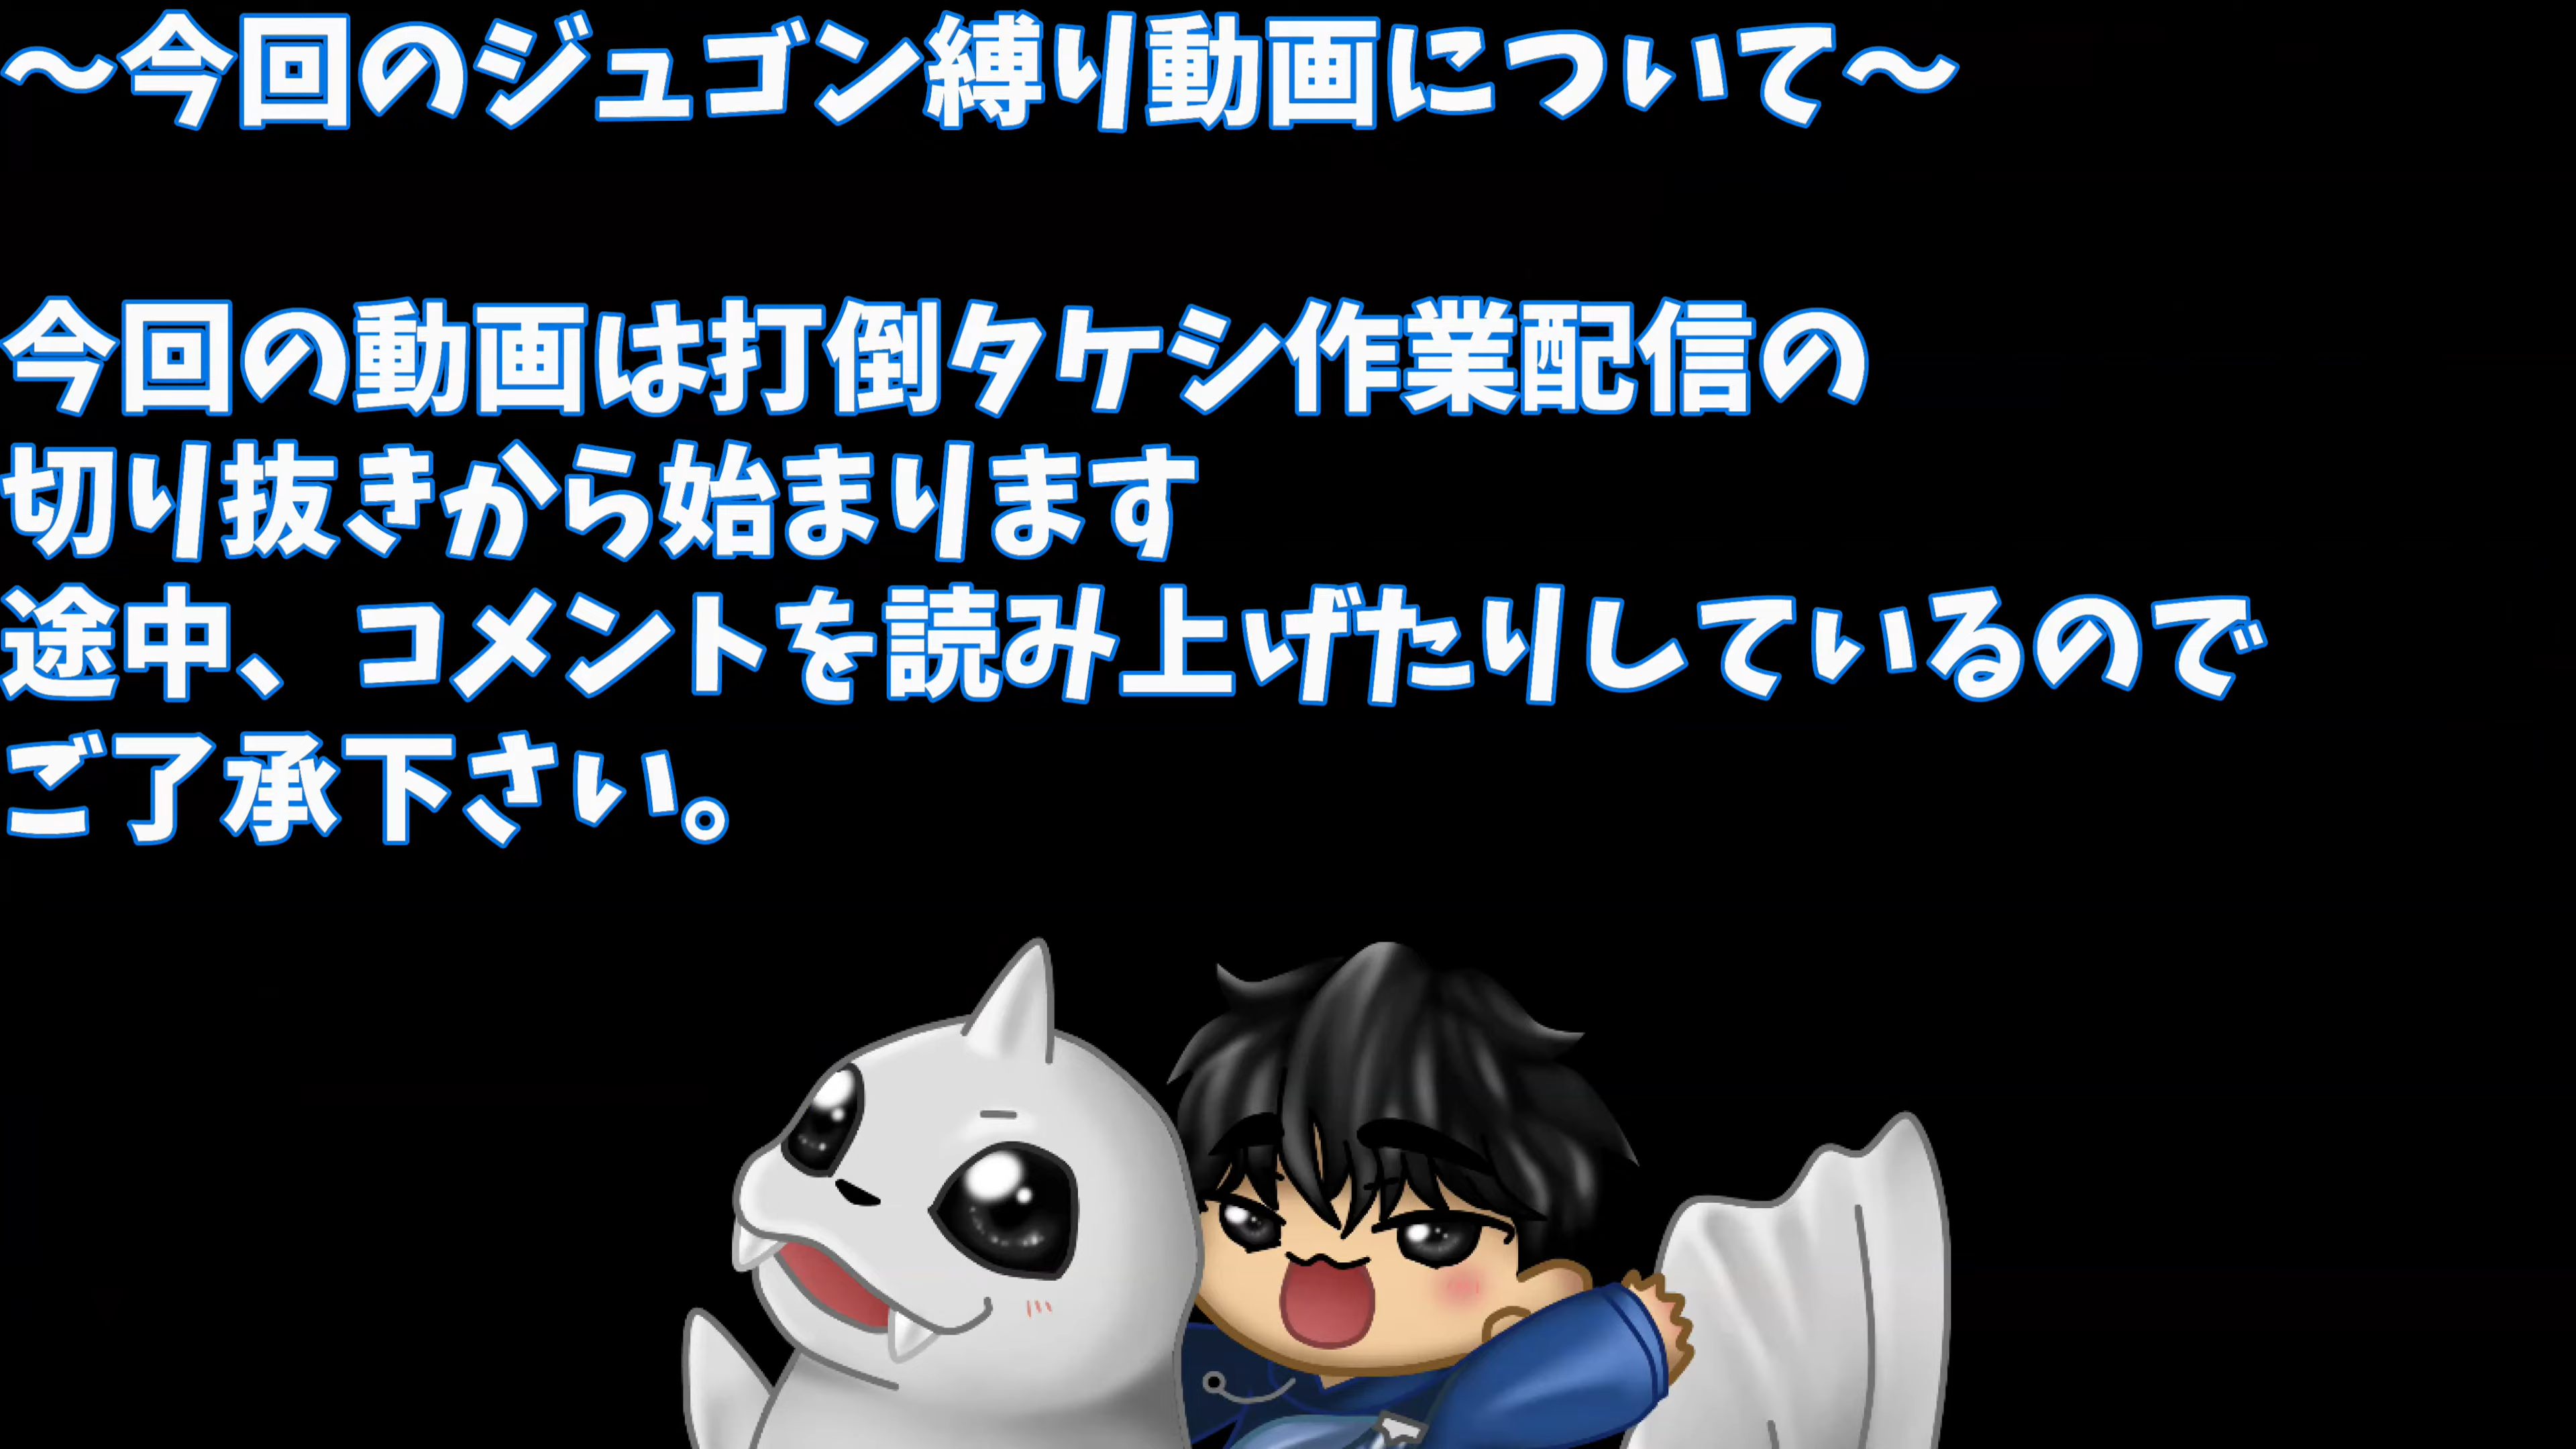 ～今回のジュゴン縛り動画について～
今回の動画は打倒タケシ作業配信の
切り抜きから始まります
途中、コメントを読み上げたりしているので
ご了承下さい。